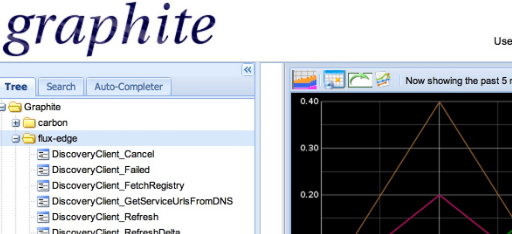 graphite
Use
Tree Search Auto-Completer
Now showing the past 5
Graphite
carbon
flux-edge
DiscoveryClient_Cancel
DiscoveryClient_Failed
DiscoveryClient_FetchRegistry
DiscoveryClient_GetServiceUrlsFromDNS
DiscoveryClient_Refresh
DiscoveryClient_RefreshDelta
0.40
0.30
0.20